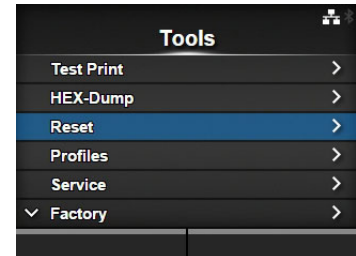 Tools
Test Print
HEX-Dump
Reset
Profiles
Service
Factory